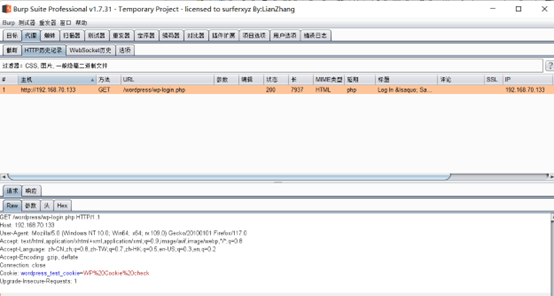 Burp Suite Professional v1.7.31 - Temporary Project - licensed to surferxyz By:LianZhang
Burp 测试器 重发器 窗口 帮助
目标 代理 蜘蛛 扫描器 测试器 重发器 定序器 编码器 对比器 插件扩展 项目选项 用户选项 错误日志
截断 HTTP历史记录 WebSocket历史 选项
过滤器: CSS, 图片, 一般性二进制文件
# 主机 方法 URL 参数 编辑 状态 长 MIME类型 延期 标题 评论 SSL IP
1 http://192.168.70.133 GET /wordpress/wp-login.php 200 7937 HTML php Log In &lsaquo; Sa... 192.168.70.133
请求 响应
Raw 参数 头 Hex
GET /wordpress/wp-login.php HTTP/1.1
Host: 192.168.70.133
User-Agent: Mozilla/5.0 (Windows NT 10.0; Win64; x64; rv:109.0) Gecko/20100101 Firefox/117.0
Accept: text/html,application/xhtml+xml,application/xml;q=0.9,image/avif,image/webp,*/*;q=0.8
Accept-Language: zh-CN,zh;q=0.8,zh-TW;q=0.7,zh-HK;q=0.5,en-US;q=0.3,en;q=0.2
Accept-Encoding: gzip, deflate
Connection: close
Cookie: wordpress_test_cookie=WP%20Cookie%20check
Upgrade-Insecure-Requests: 1